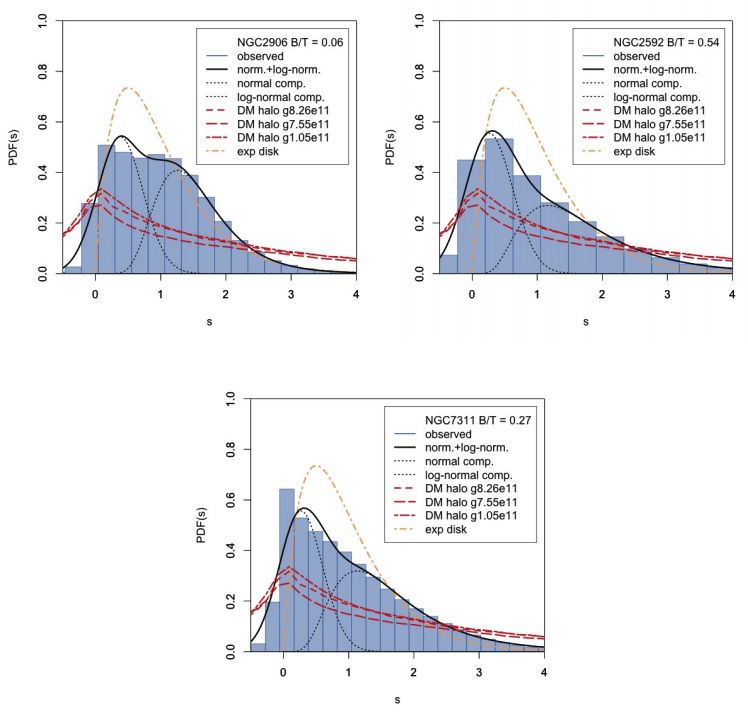 NGC2906 B/T = 0.06
observed
norm.+log-norm.
normal comp.
log-normal comp.
DM halo g8.26e11
DM halo g7.55e11
DM halo g1.05e11
exp disk
PDF(s)
0.0
0.2
0.4
0.6
0.8
1.0
0
1
2
3
4
s
NGC2592 B/T = 0.54
observed
norm.+log-norm.
normal comp.
log-normal comp.
DM halo g8.26e11
DM halo g7.55e11
DM halo g1.05e11
exp disk
PDF(s)
0.0
0.2
0.4
0.6
0.8
1.0
0
1
2
3
4
s
NGC7311 B/T = 0.27
observed
norm.+log-norm.
normal comp.
log-normal comp.
DM halo g8.26e11
DM halo g7.55e11
DM halo g1.05e11
exp disk
PDF(s)
0.0
0.2
0.4
0.6
0.8
1.0
0
1
2
3
4
s